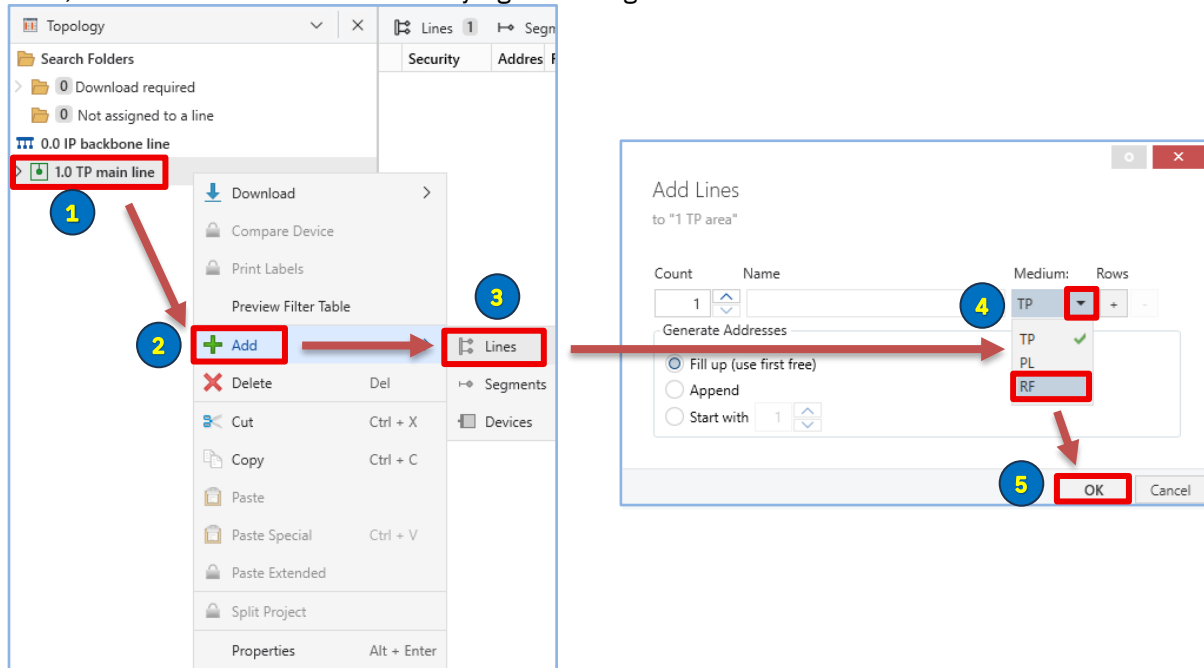 Topology
Lines 1
Search Folders
Security
Addres
0 Download required
0 Not assigned to a line
0.0 IP backbone line
1.0 TP main line
1
Download
Compare Device
Print Labels
Preview Filter Table
3
2
Add
Lines
Delete Del
Segments
Cut Ctrl + X
Devices
Copy Ctrl + C
Paste
Paste Special Ctrl + V
Paste Extended
Split Project
Properties Alt + Enter
Add Lines
to "1 TP area"
Count Name Medium: Rows
1 4 TP + -
Generate Addresses
TP
Fill up (use first free)
PL
Append
RF
Start with 1
5
OK Cancel